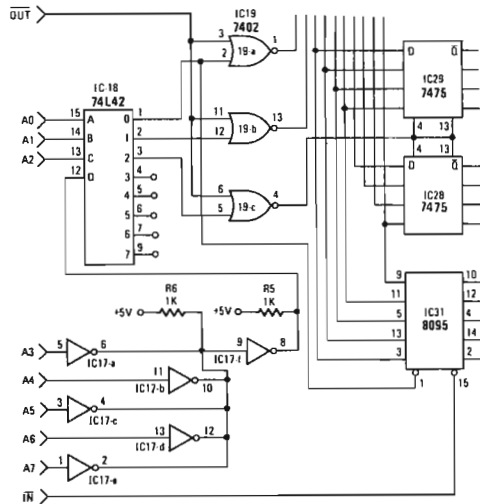 OUT
IC19
7402
3
2
19-a
1
IC-18
74L42
A0
15
A
0
1
A1
14
B
1
2
A2
13
C
2
3
12
D
3
4
4
5
5
6
6
7
7
9
11
12
19-b
13
6
5
19-c
4
D
Q
IC29
7475
4
13
4
13
D
Q
IC28
7475
9
10
11
12
5
IC31
4
13
8095
14
3
2
1
15
R6
1K
+5V
R5
1K
+5V
A3
5
6
IC17-a
9
8
IC17-f
A4
11
10
IC17-b
A5
3
4
IC17-c
A6
13
12
IC17-d
A7
1
2
IC17-e
IN